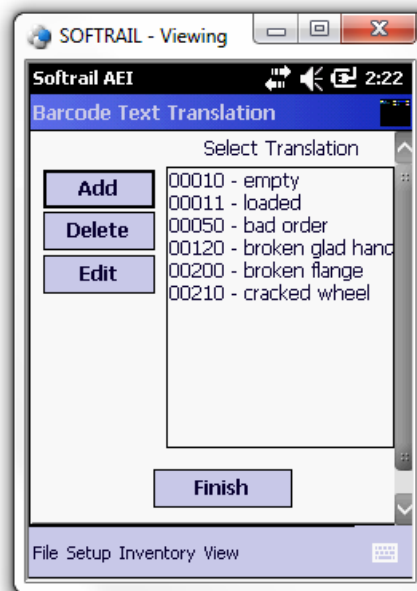 SOFTRAIL - Viewing
Softrail AEI 2:22
Barcode Text Translation
Select Translation
Add
Delete
Edit
00010 - empty
00011 - loaded
00050 - bad order
00120 - broken glad hand
00200 - broken flange
00210 - cracked wheel
Finish
File Setup Inventory View